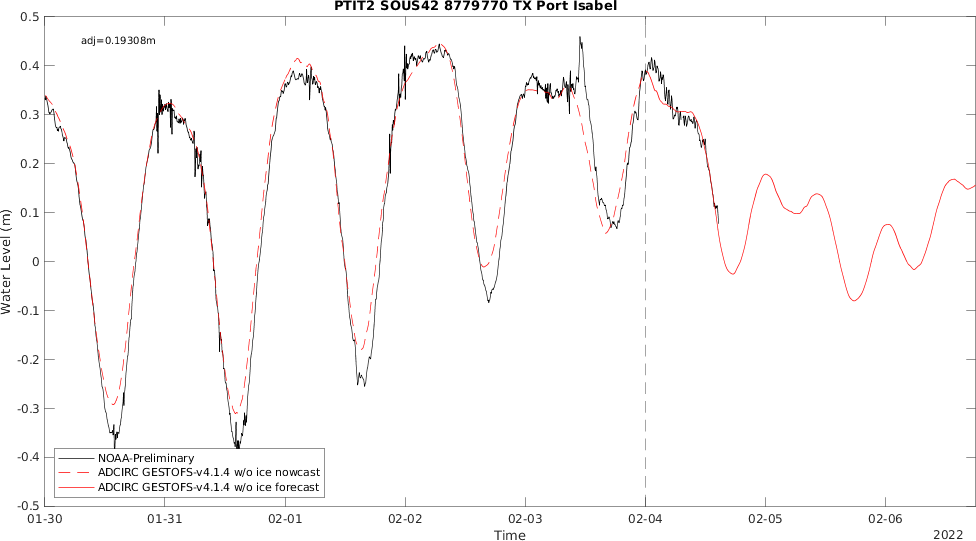 PTIT2 SOUS42 8779770 TX Port Isabel
adj=0.19308m
0.5
0.4
0.3
0.2
0.1
0
-0.1
-0.2
-0.3
-0.4
-0.5
Water Level (m)
NOAA-Preliminary
ADCIRC GESTOFS-v4.1.4 w/o ice nowcast
ADCIRC GESTOFS-v4.1.4 w/o ice forecast
01-30 01-31 02-01 02-02 02-03 02-04 02-05 02-06
Time
2022